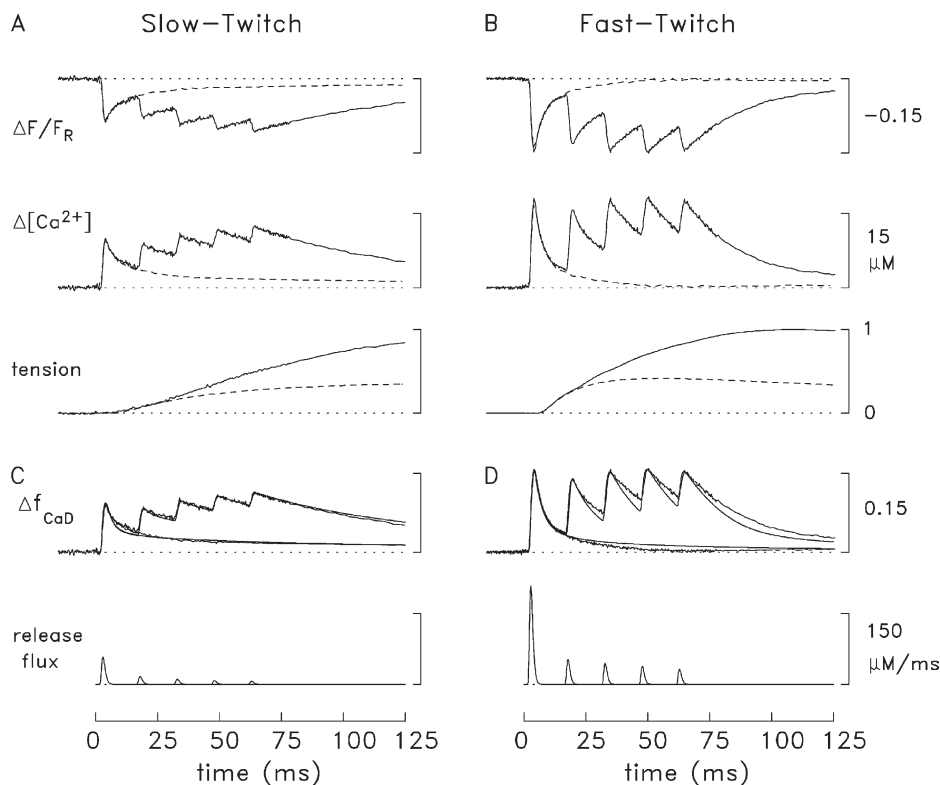 A Slow-Twitch
B Fast-Twitch
ΔF/F_R
-0.15
Δ[Ca²⁺]
15
μM
tension
1
0
C
D
Δf_CaD
0.15
release
flux
150
μM/ms
0 25 50 75 100 125
time (ms)
0 25 50 75 100 125
time (ms)